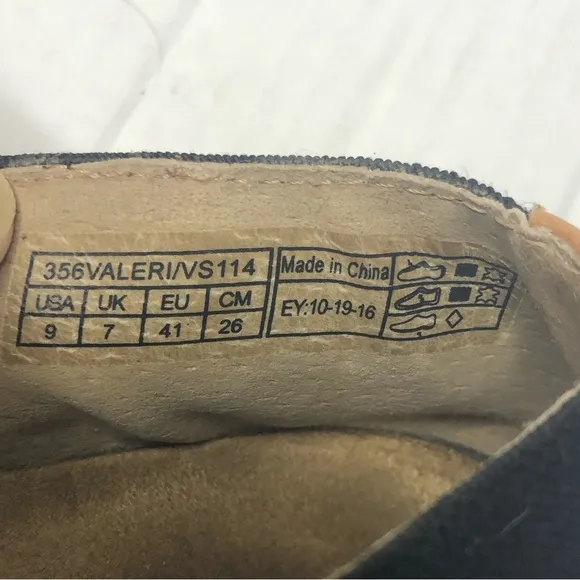 356VALERI/VS114
USA UK EU CM
9 7 41 26
Made in China
EY:10-19-16